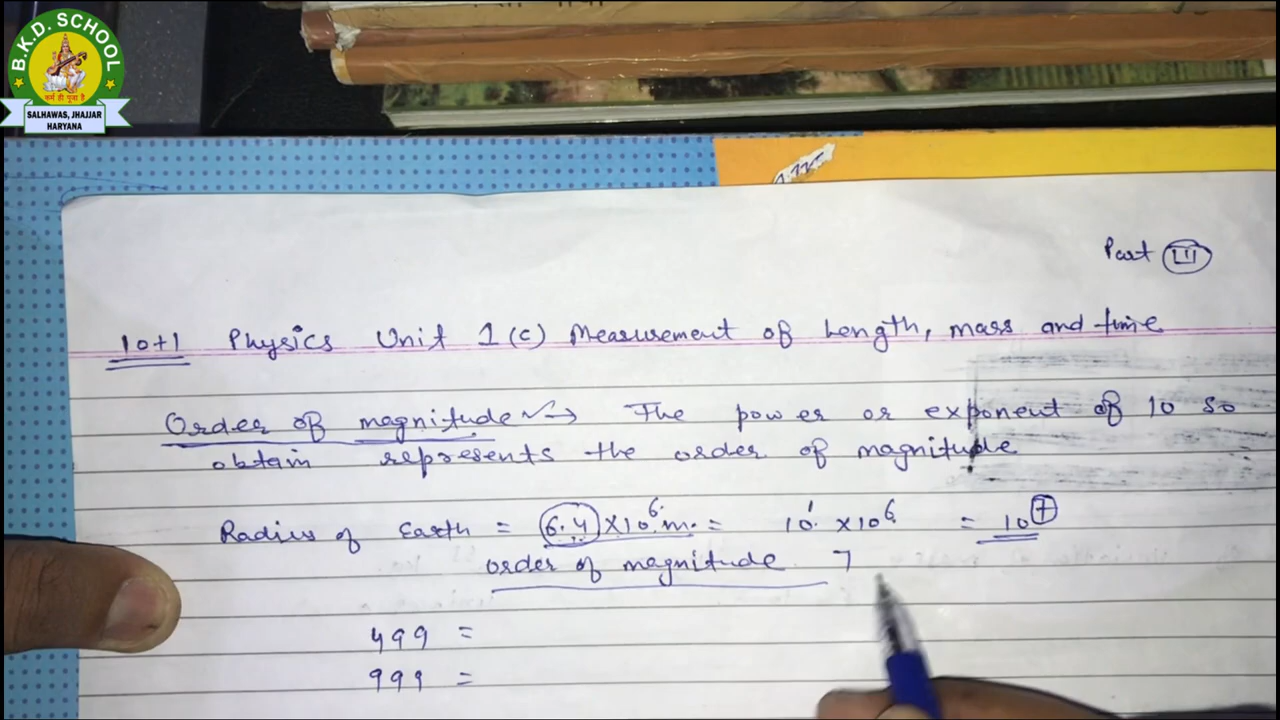 B.K.D. SCHOOL
कर्म ही पूजा है
SALHAWAS, JHAJJAR
HARYANA
Part III
10+1 Physics Unit 1 (c) Measurement of Length, mass and time
Order of magnitude → The power or exponent of 10 so
obtain represents the order of magnitude
Radius of Earth = 6.4 × 10⁶ m. = 10¹ × 10⁶ = 10⁷
order of magnitude 7
499 =
999 =